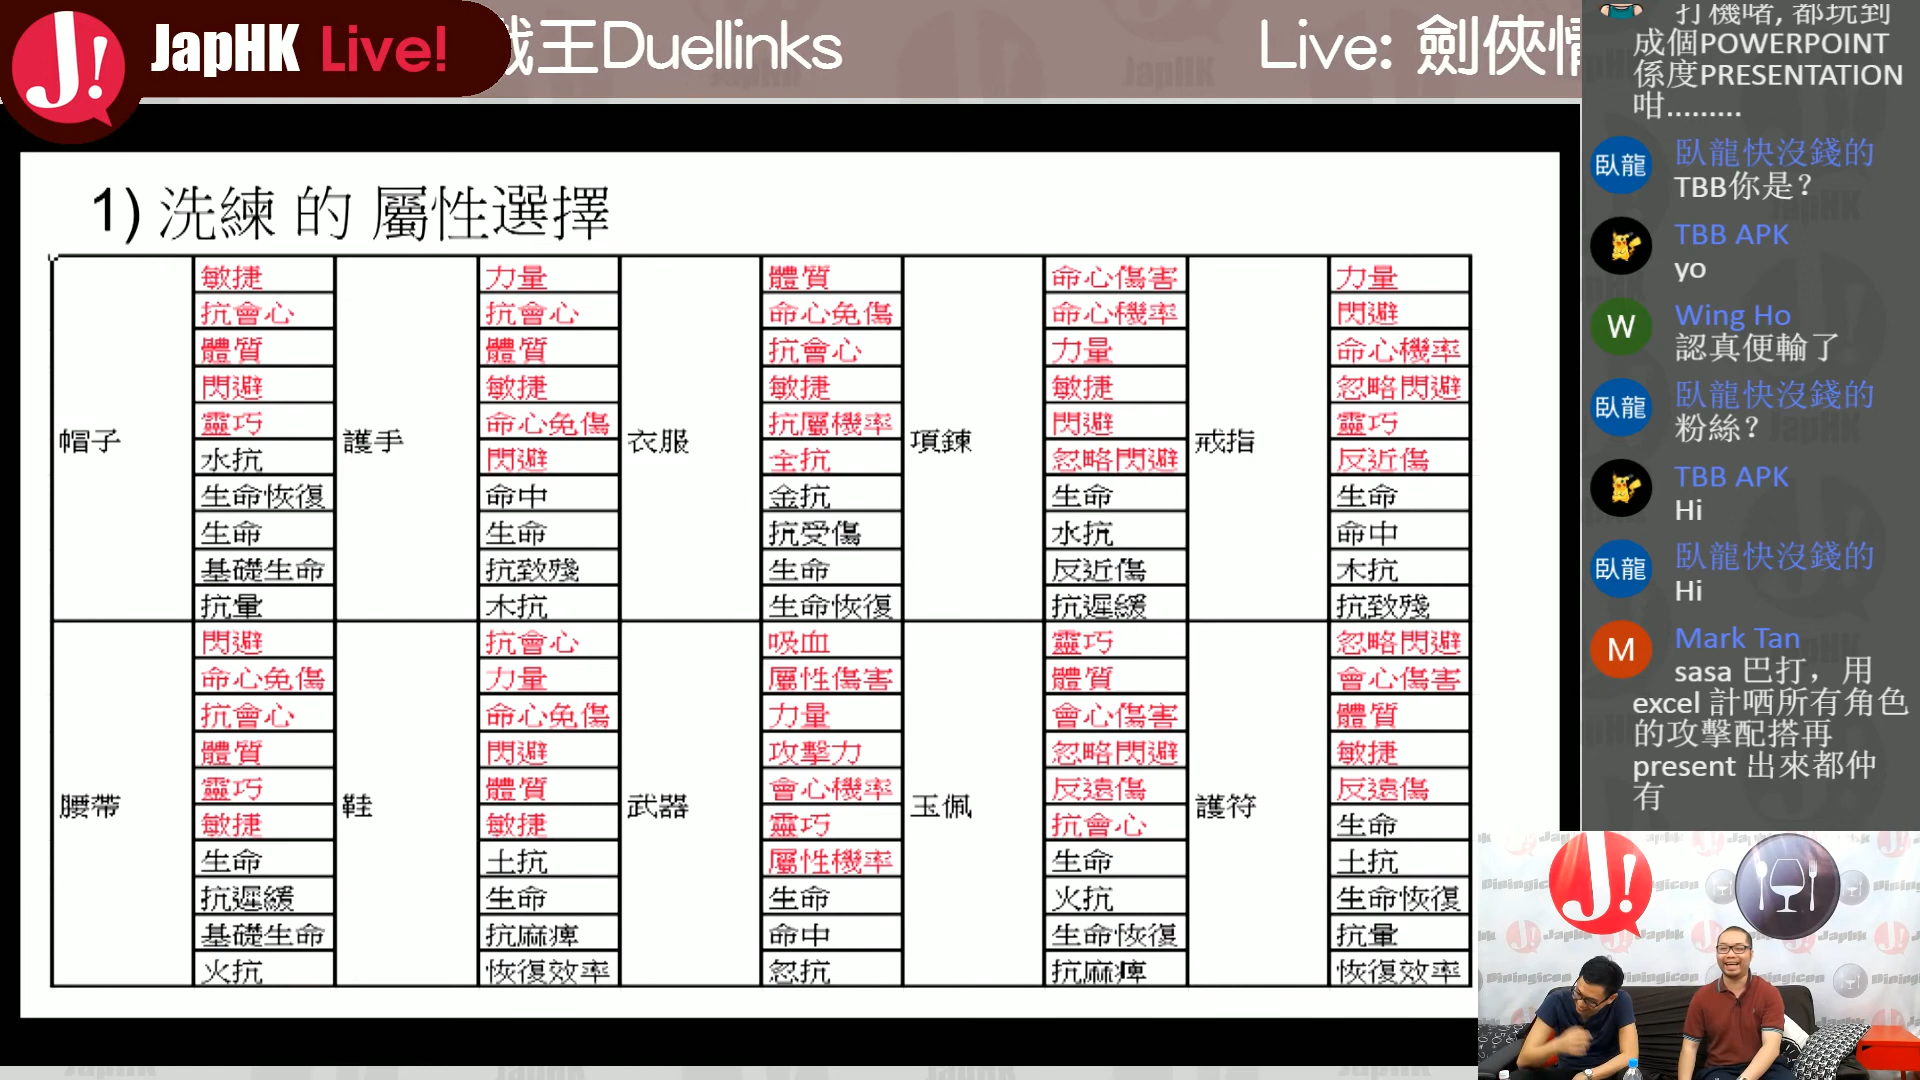 J!
JapHK Live!
戏王Duellinks
Live: 劍俠情
1) 洗練 的 屬性選擇
帽子
敏捷
抗會心
體質
閃避
靈巧
水抗
生命恢復
生命
基礎生命
抗暈
護手
力量
抗會心
體質
敏捷
命心免傷
閃避
命中
生命
抗致殘
木抗
衣服
體質
命心免傷
抗會心
敏捷
抗屬機率
全抗
金抗
抗受傷
生命
生命恢復
項鍊
命心傷害
命心機率
力量
敏捷
閃避
忽略閃避
生命
水抗
反近傷
抗遲緩
戒指
力量
閃避
命心機率
忽略閃避
靈巧
反近傷
生命
命中
木抗
抗致殘
腰帶
閃避
命心免傷
抗會心
體質
靈巧
敏捷
生命
抗遲緩
基礎生命
火抗
鞋
抗會心
力量
命心免傷
閃避
體質
敏捷
土抗
生命
抗麻痺
恢復效率
武器
吸血
屬性傷害
力量
攻擊力
會心機率
靈巧
屬性機率
生命
命中
忽抗
玉佩
靈巧
體質
會心傷害
忽略閃避
反遠傷
抗會心
生命
火抗
生命恢復
抗麻痺
護符
忽略閃避
會心傷害
體質
敏捷
反遠傷
生命
土抗
生命恢復
抗暈
恢復效率
打機啫, 都玩到
成個POWERPOINT
係度PRESENTATION
咁.........
臥龍
臥龍快沒錢的
TBB你是?
TBB APK
yo
W
Wing Ho
認真便輸了
臥龍
臥龍快沒錢的
粉絲?
TBB APK
Hi
臥龍
臥龍快沒錢的
Hi
M
Mark Tan
sasa 巴打，用
excel 計哂所有角色
的攻擊配搭再
present 出來都仲
有
J!